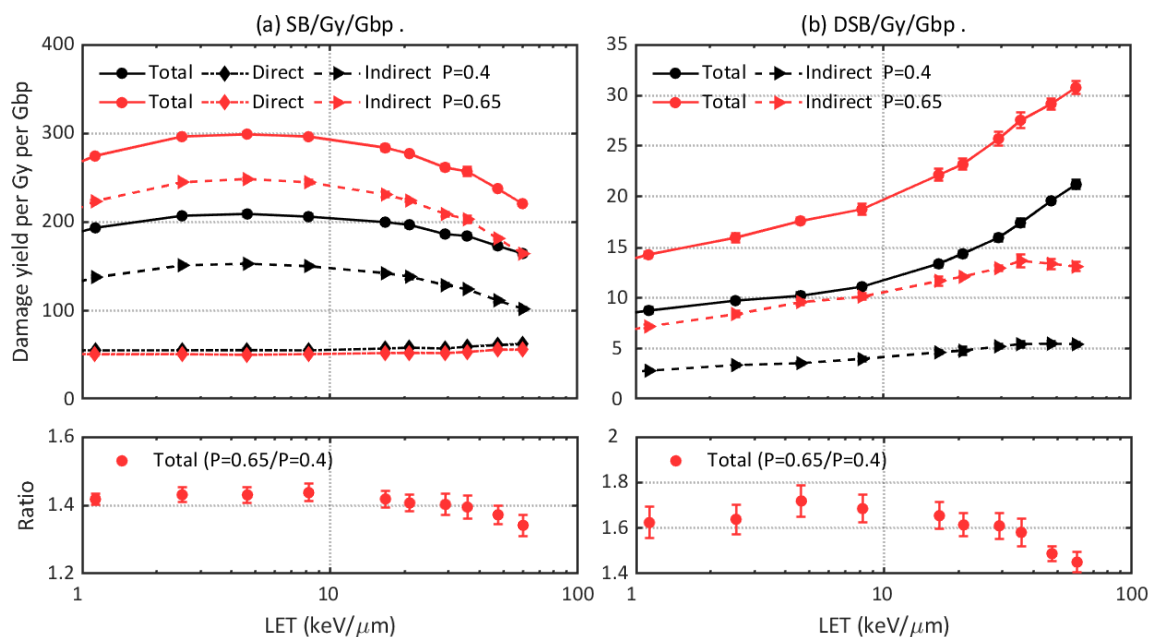 (a) SB/Gy/Gbp .
400
300
200
100
0
Damage yield per Gy per Gbp
Total Direct Indirect P=0.4
Total Direct Indirect P=0.65
10
(b) DSB/Gy/Gbp .
35
30
25
20
15
10
5
0
Total Indirect P=0.4
Total Indirect P=0.65
10
100
1
1.6
1.4
1.2
Ratio
Total (P=0.65/P=0.4)
1 10 100
LET (keV/μm)
2
1.8
1.6
1.4
Total (P=0.65/P=0.4)
1 10 100
LET (keV/μm)